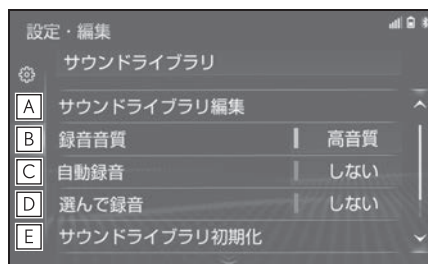 設定・編集
サウンドライブラリ
A サウンドライブラリ編集
B 録音音質 高音質
C 自動録音 しない
D 選んで録音 しない
E サウンドライブラリ初期化